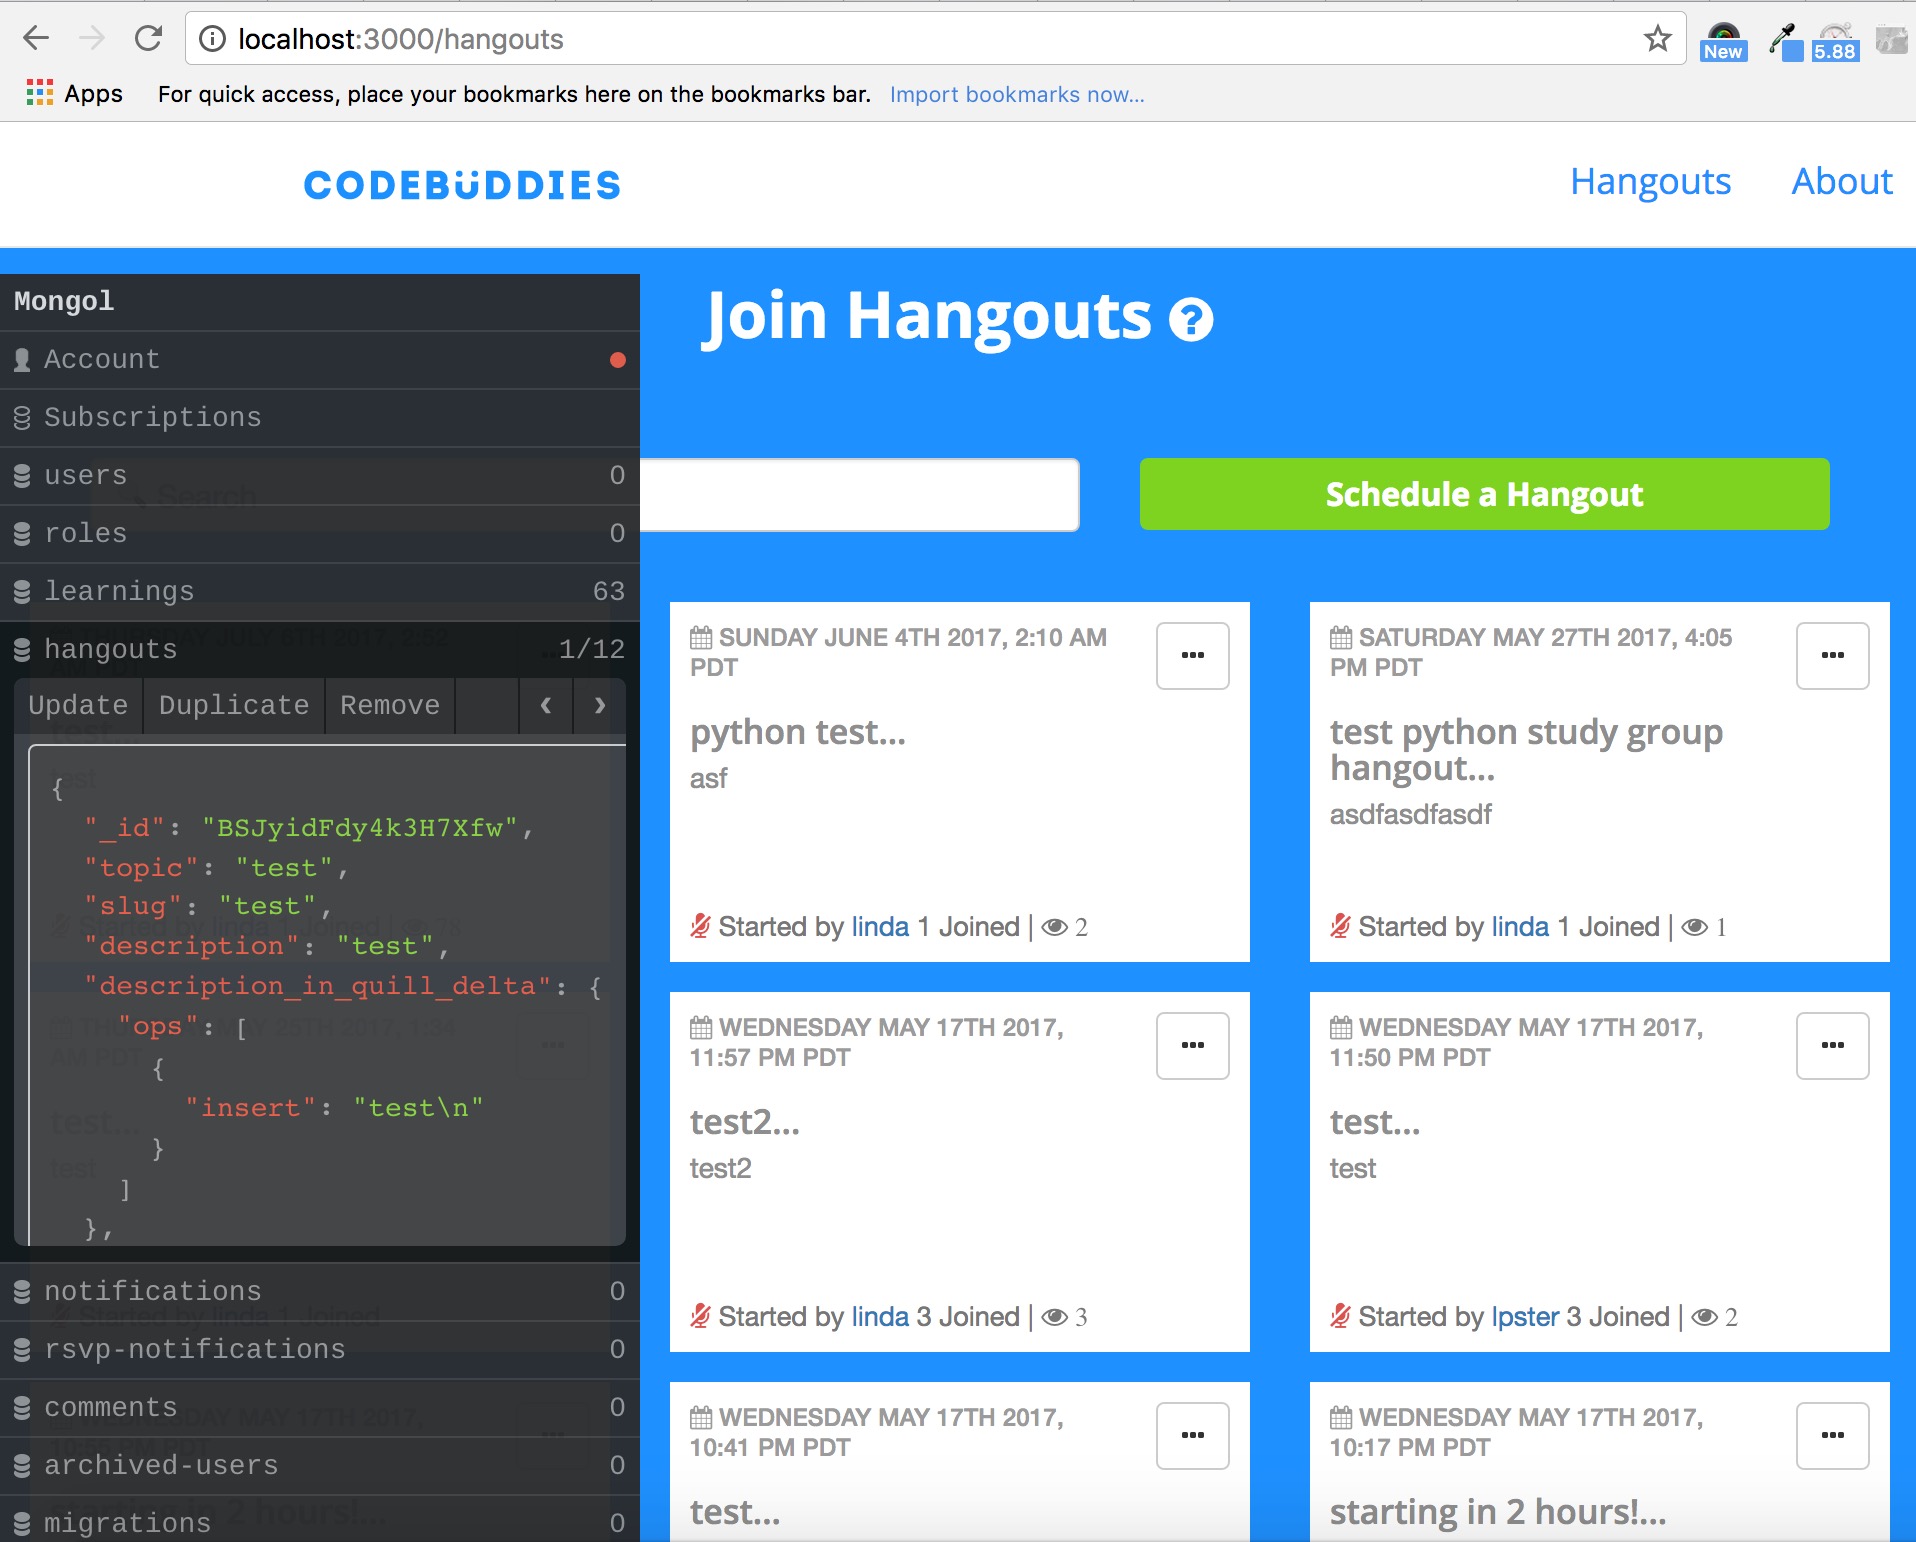 localhost:3000/hangouts
New
5.88
Apps
For quick access, place your bookmarks here on the bookmarks bar. Import bookmarks now...
CODEBÜDDIES
Hangouts
About
Mongol
Account
Subscriptions
users 0
Search
roles 0
learnings 63
hangouts 1/12
Update Duplicate Remove ‹ ›
{
"_id": "BSJyidFdy4k3H7Xfw",
"topic": "test",
"slug": "test",
"description": "test",
"description_in_quill_delta": {
"ops": [
{
"insert": "test\n"
}
]
},
notifications 0
Started by linda 1 Joined
rsvp-notifications 0
comments 0
archived-users 0
migrations 0
Join Hangouts ?
Schedule a Hangout
SUNDAY JUNE 4TH 2017, 2:10 AM
PDT
...
python test...
asf
Started by linda 1 Joined | 2
SATURDAY MAY 27TH 2017, 4:05
PM PDT
...
test python study group
hangout...
asdfasdfasdf
Started by linda 1 Joined | 1
WEDNESDAY MAY 17TH 2017,
11:57 PM PDT
...
test2...
test2
Started by linda 3 Joined | 3
WEDNESDAY MAY 17TH 2017,
11:50 PM PDT
...
test...
test
Started by lpster 3 Joined | 2
WEDNESDAY MAY 17TH 2017,
10:41 PM PDT
...
test...
WEDNESDAY MAY 17TH 2017,
10:17 PM PDT
...
starting in 2 hours!...